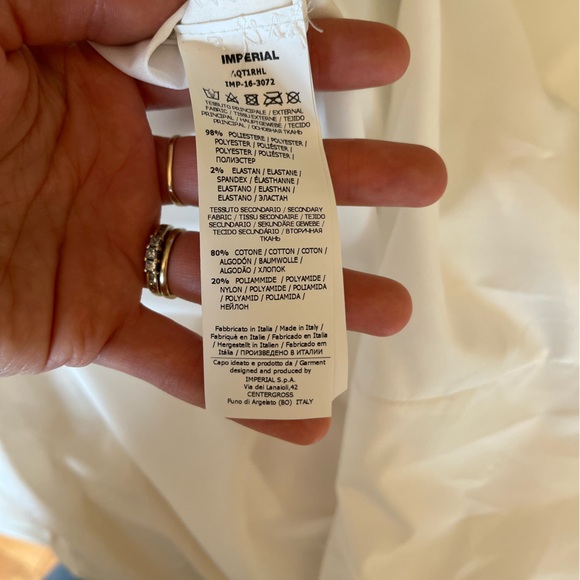 IMPERIAL
AQT1RHL
IMP-16-3072
TESSUTO PRINCIPALE / EXTERNAL
FABRIC / TISSU EXTERNE / TEJIDO
PRINCIPAL / HAUPTGEWEBE / TECIDO
PRINCIPAL / ОСНОВНАЯ ТКАНЬ
98% POLIESTERE / POLYESTER /
POLYESTER / POLIÉSTER /
POLYESTER / POLIÉSTER /
ПОЛИЭСТЕР
2% ELASTAN / ELASTANE /
SPANDEX / ÉLASTHANNE /
ELASTANO / ELASTHAN /
ELASTANO / ЭЛАСТАН
TESSUTO SECONDARIO / SECONDARY
FABRIC / TISSU SECONDAIRE / TEJIDO
SECUNDARIO / SEKUNDÄRE GEWEBE /
TECIDO SECUNDÁRIO / ВТОРИЧНАЯ
ТКАНЬ
80% COTONE / COTTON / COTON /
ALGODÓN / BAUMWOLLE /
ALGODÃO / ХЛОПОК
20% POLIAMMIDE / POLYAMIDE /
NYLON / POLYAMIDE / POLIAMIDA
/ POLYAMID / POLIAMIDA /
НЕЙЛОН
Fabbricato in Italia / Made in Italy /
Fabriqué en Italie / Fabricado en Italia
/ Hergestellt in Italien / Fabricado em
Itália / ПРОИЗВЕДЕНО В ИТАЛИИ
Capo ideato e prodotto da / Garment
designed and produced by
IMPERIAL S.p.A.
Via dei Lanaioli,42
CENTERGROSS
Funo di Argelato (BO) ITALY